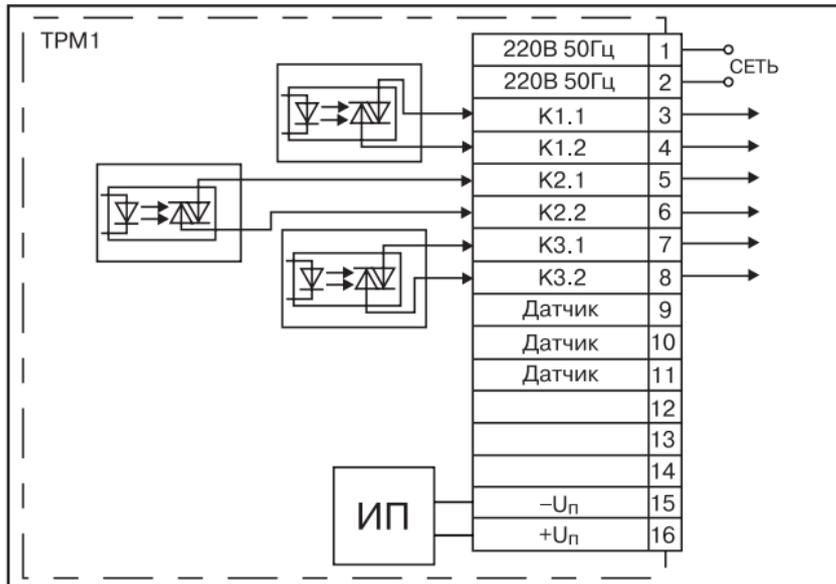 ТРМ1
220В 50Гц 1
СЕТЬ
220В 50Гц 2
К1.1 3
К1.2 4
К2.1 5
К2.2 6
К3.1 7
К3.2 8
Датчик 9
Датчик 10
Датчик 11
12
13
14
ИП
–Uп 15
+Uп 16